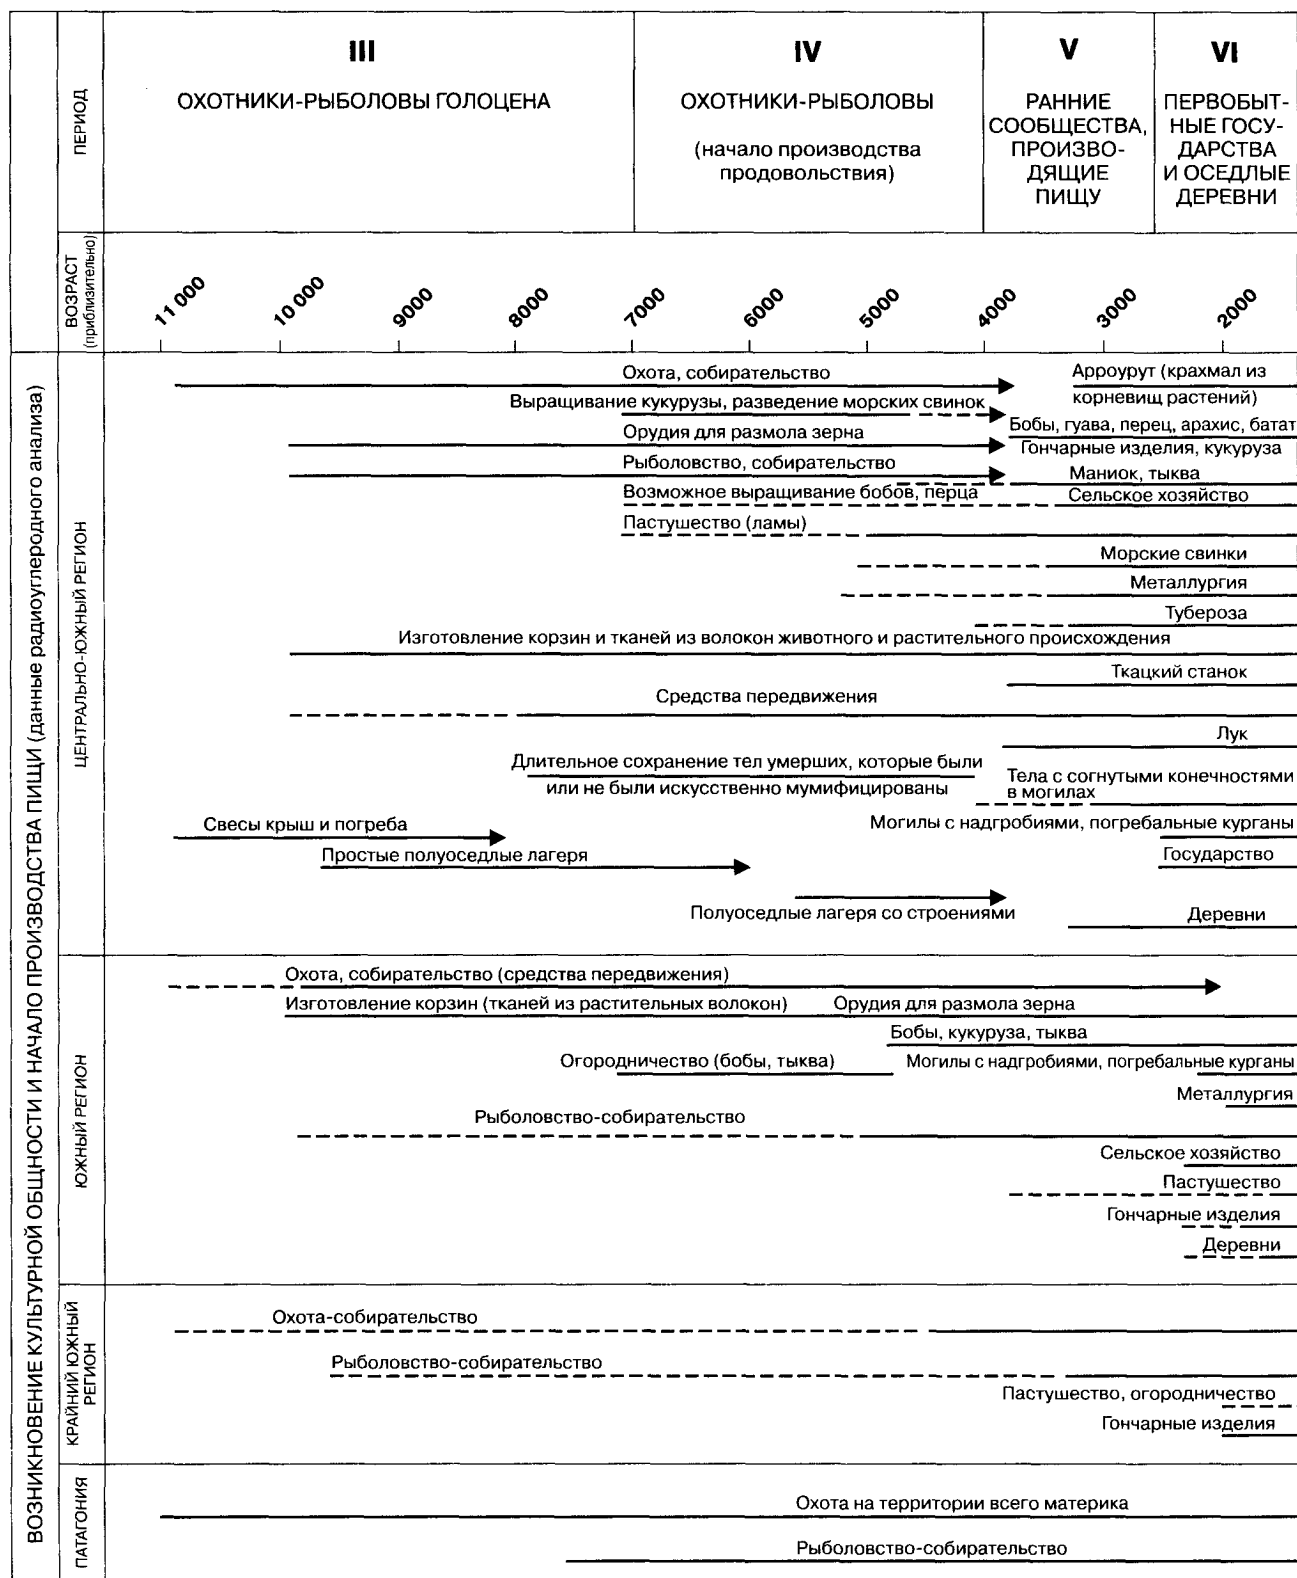 ВОЗНИКНОВЕНИЕ КУЛЬТУРНОЙ ОБЩНОСТИ И НАЧАЛО ПРОИЗВОДСТВА ПИЩИ (данные радиоуглеродного анализа)
ПЕРИОД
III
ОХОТНИКИ-РЫБОЛОВЫ ГОЛОЦЕНА
IV
ОХОТНИКИ-РЫБОЛОВЫ
(начало производства
продовольствия)
V
РАННИЕ
СООБЩЕСТВА,
ПРОИЗВО-
ДЯЩИЕ
ПИЩУ
VI
ПЕРВОБЫТ-
НЫЕ ГОСУ-
ДАРСТВА
И ОСЕДЛЫЕ
ДЕРЕВНИ
ВОЗРАСТ
(приблизительно)
11 000
10 000
9000
8000
7000
6000
5000
4000
3000
2000
ЦЕНТРАЛЬНО-ЮЖНЫЙ РЕГИОН
Охота, собирательство
Арроурут (крахмал из
корневищ растений)
Выращивание кукурузы, разведение морских свинок
Бобы, гуава, перец, арахис, батат
Орудия для размола зерна
Гончарные изделия, кукуруза
Рыболовство, собирательство
Маниок, тыква
Возможное выращивание бобов, перца
Сельское хозяйство
Пастушество (ламы)
Морские свинки
Металлургия
Тубероза
Изготовление корзин и тканей из волокон животного и растительного происхождения
Ткацкий станок
Средства передвижения
Лук
Длительное сохранение тел умерших, которые были
или не были искусственно мумифицированы
Тела с согнутыми конечностями
в могилах
Свесы крыш и погреба
Могилы с надгробиями, погребальные курганы
Простые полуоседлые лагеря
Государство
Полуоседлые лагеря со строениями
Деревни
ЮЖНЫЙ РЕГИОН
Охота, собирательство (средства передвижения)
Изготовление корзин (тканей из растительных волокон)
Орудия для размола зерна
Бобы, кукуруза, тыква
Огородничество (бобы, тыква)
Могилы с надгробиями, погребальные курганы
Металлургия
Рыболовство-собирательство
Сельское хозяйство
Пастушество
Гончарные изделия
Деревни
КРАЙНИЙ ЮЖНЫЙ
РЕГИОН
Охота-собирательство
Рыболовство-собирательство
Пастушество, огородничество
Гончарные изделия
ПАТАГОНИЯ
Охота на территории всего материка
Рыболовство-собирательство